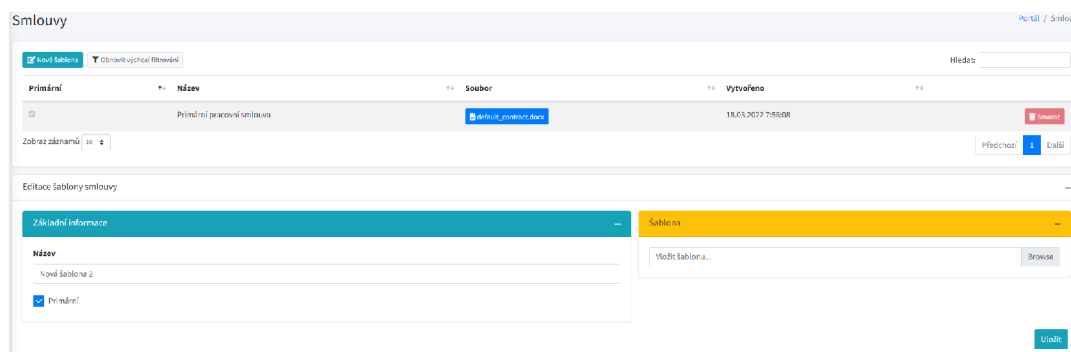 Smlouvy
Portál / Smlou
Nová šablona Obnovit výchozí filtrování Hledat:
Primární Název Soubor Vytvořeno
Primární pracovní smlouva default_contract.docx 18.03.2022 7:56:08 Smazat
Zobraz záznamů 10 Předchozí 1 Další
Editace šablony smlouvy
Základní informace
Šablona
Název
Vložit šablonu... Browse
Nová šablona 2
Primární
Uložit